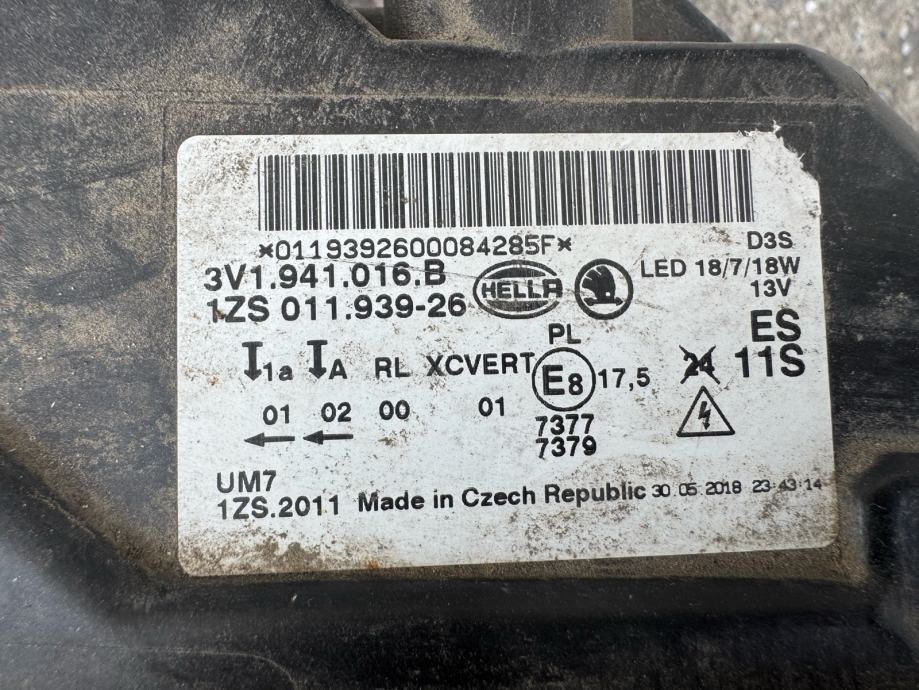 *0119392600084285F*
D3S
3V1.941.016.B HELLA LED 18/7/18W
13V
1ZS 011.939-26
ES
11S
PL
1a A RL XCVERT E8 17,5 24
01 02 00 01
7377
7379
UM7
1ZS.2011 Made in Czech Republic 30.05.2018 23:43:14